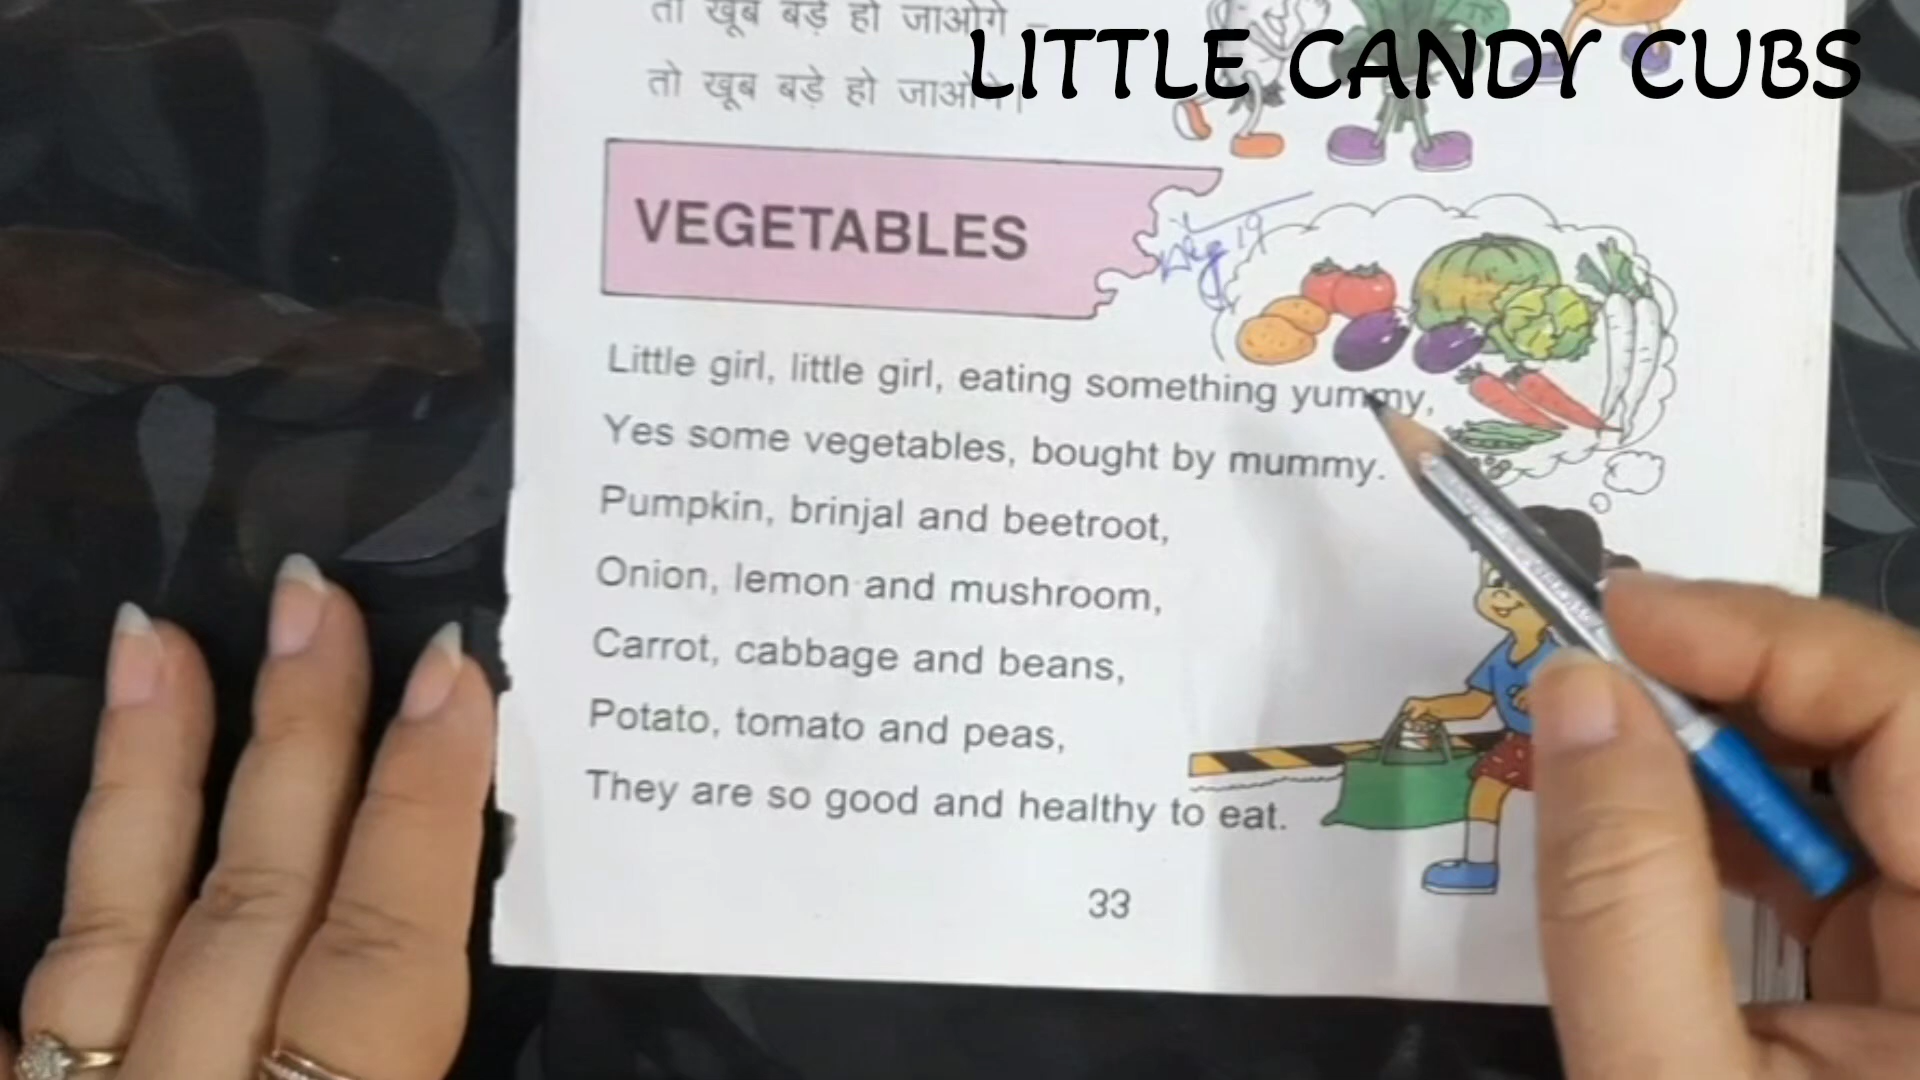 तो खूब बड़े हो जाओगे –
LITTLE CANDY CUBS
तो खूब बड़े हो जाओगे।
VEGETABLES
Little girl, little girl, eating something yummy,
Yes some vegetables, bought by mummy.
Pumpkin, brinjal and beetroot,
Onion, lemon and mushroom,
Carrot, cabbage and beans,
Potato, tomato and peas,
They are so good and healthy to eat.
33